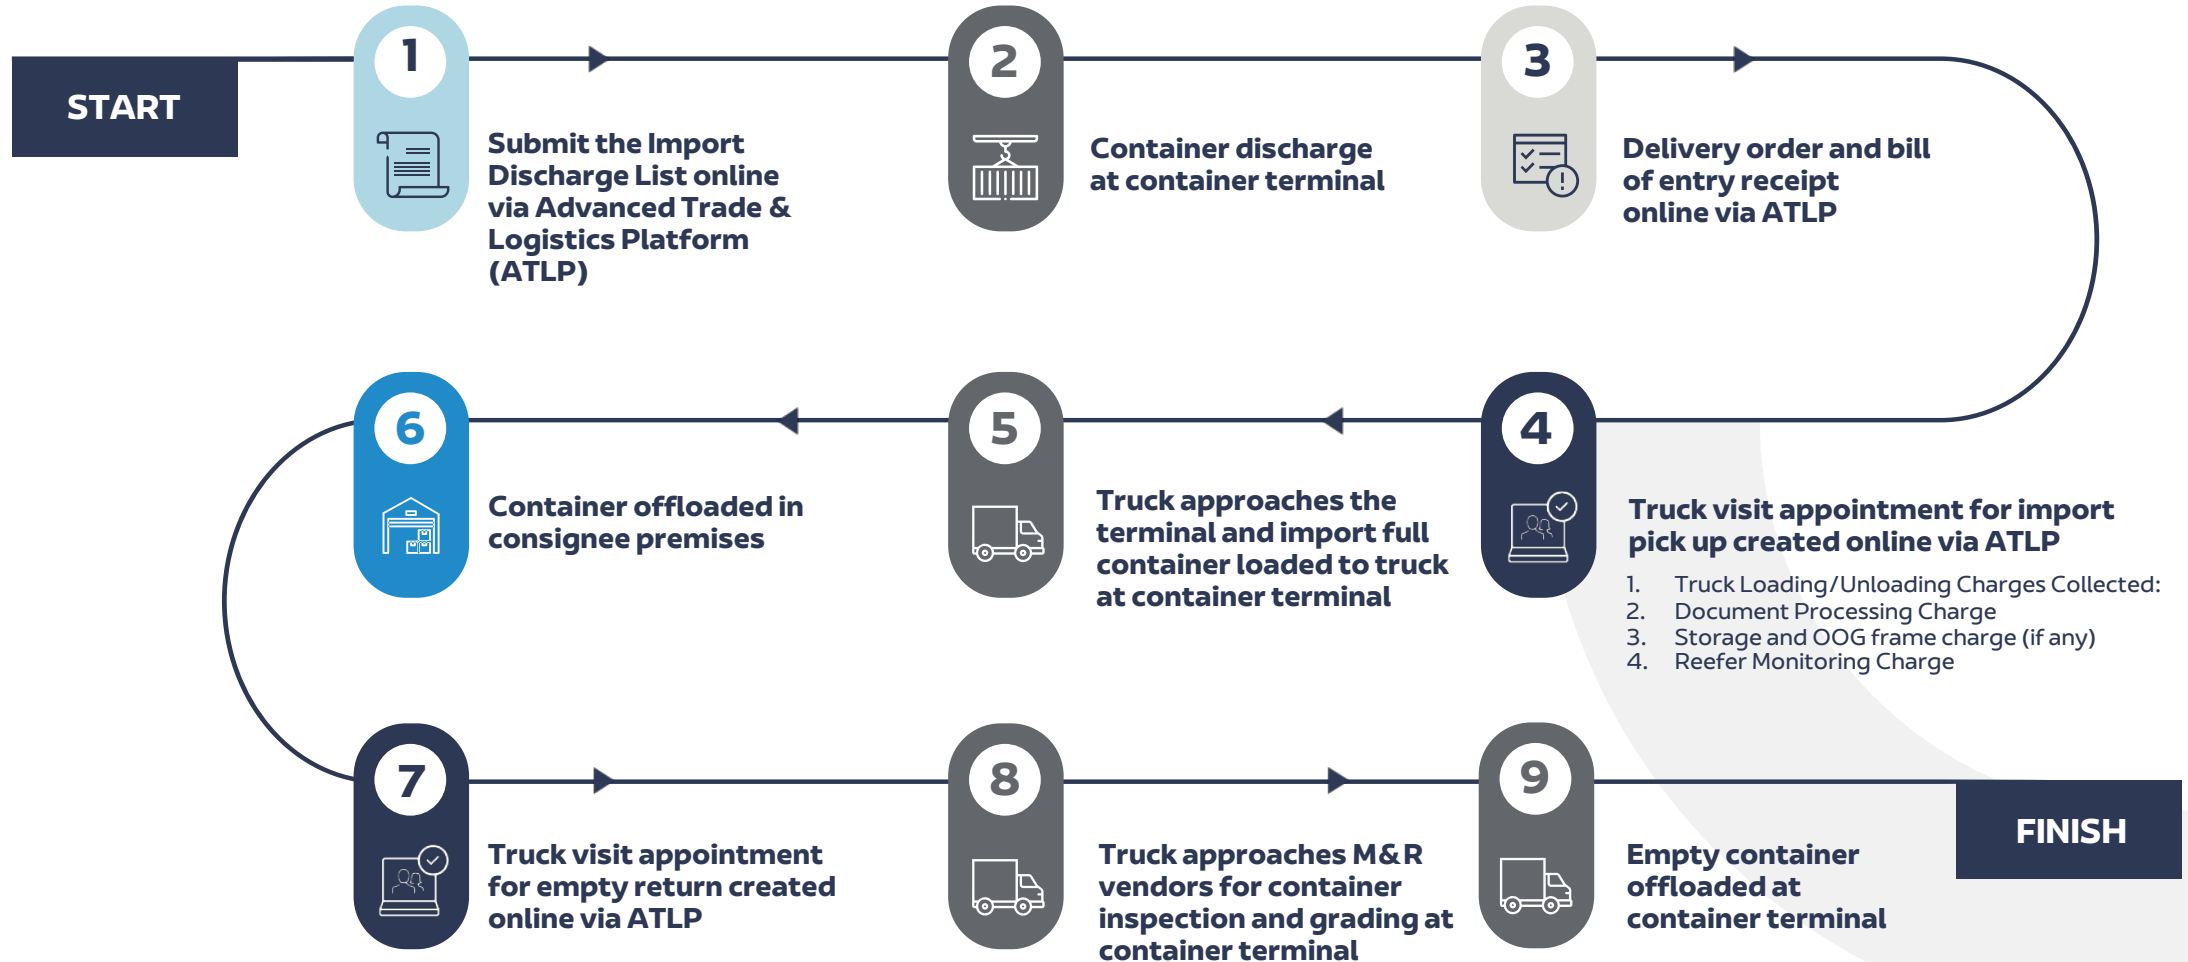 START
1
Submit the Import
Discharge List online
via Advanced Trade &
Logistics Platform
(ATLP)
2
Container discharge
at container terminal
3
Delivery order and bill
of entry receipt
online via ATLP
4
Truck visit appointment for import
pick up created online via ATLP
1. Truck Loading/Unloading Charges Collected:
2. Document Processing Charge
3. Storage and OOG frame charge (if any)
4. Reefer Monitoring Charge
5
Truck approaches the
terminal and import full
container loaded to truck
at container terminal
6
Container offloaded in
consignee premises
7
Truck visit appointment
for empty return created
online via ATLP
8
Truck approaches M&R
vendors for container
inspection and grading at
container terminal
9
Empty container
offloaded at
container terminal
FINISH